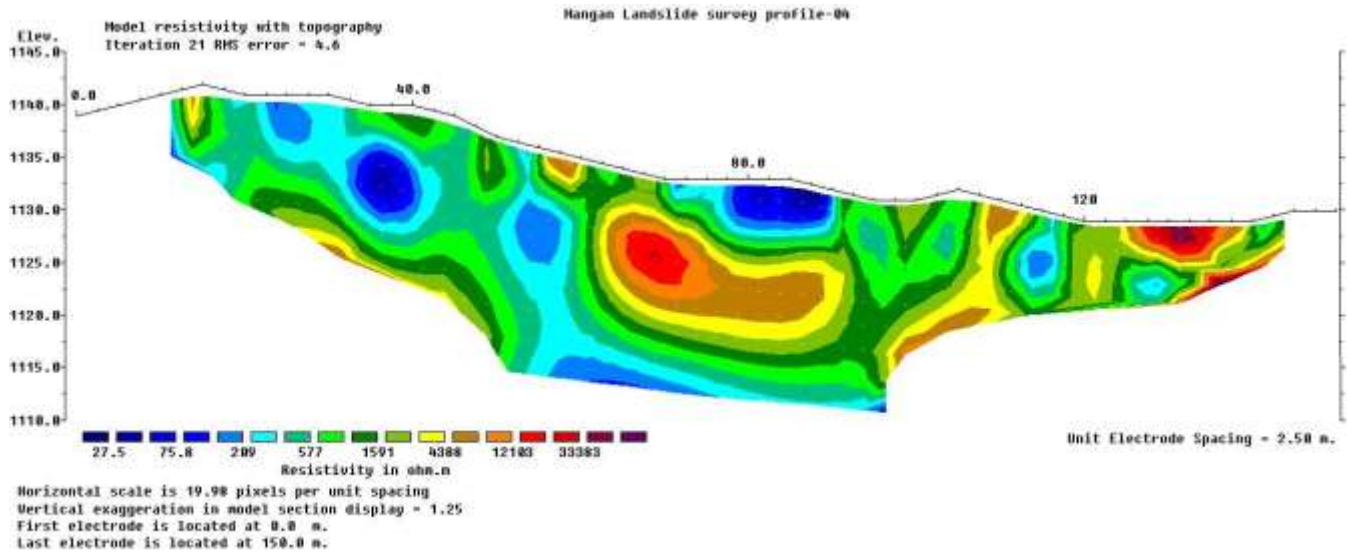 Mangan Landslide survey profile-04
Model resistivity with topography
Iteration 21 RMS error = 4.6
Elev.
1145.0
1140.0
1135.0
1130.0
1125.0
1120.0
1115.0
1110.0
0.0
40.0
80.0
120
27.5 75.8 209 577 1591 4388 12103 33383
Resistivity in ohm.m
Unit Electrode Spacing = 2.50 m.
Horizontal scale is 19.98 pixels per unit spacing
Vertical exaggeration in model section display = 1.25
First electrode is located at 0.0 m.
Last electrode is located at 150.0 m.